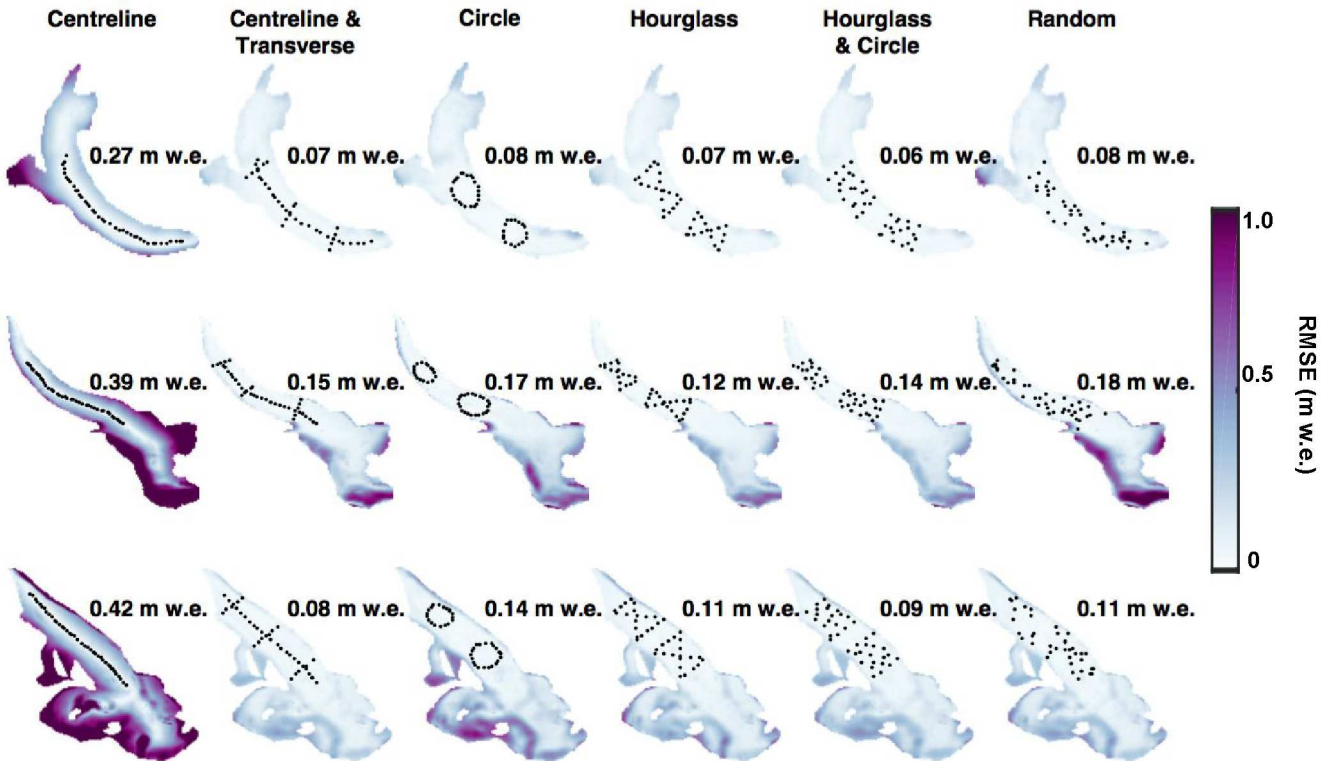 Centreline
Centreline &
Transverse
Circle
Hourglass
Hourglass
& Circle
Random
0.27 m w.e.
0.07 m w.e.
0.08 m w.e.
0.07 m w.e.
0.06 m w.e.
0.08 m w.e.
0.39 m w.e.
0.15 m w.e.
0.17 m w.e.
0.12 m w.e.
0.14 m w.e.
0.18 m w.e.
0.42 m w.e.
0.08 m w.e.
0.14 m w.e.
0.11 m w.e.
0.09 m w.e.
0.11 m w.e.
1.0
0.5
0
RMSE (m w.e.)